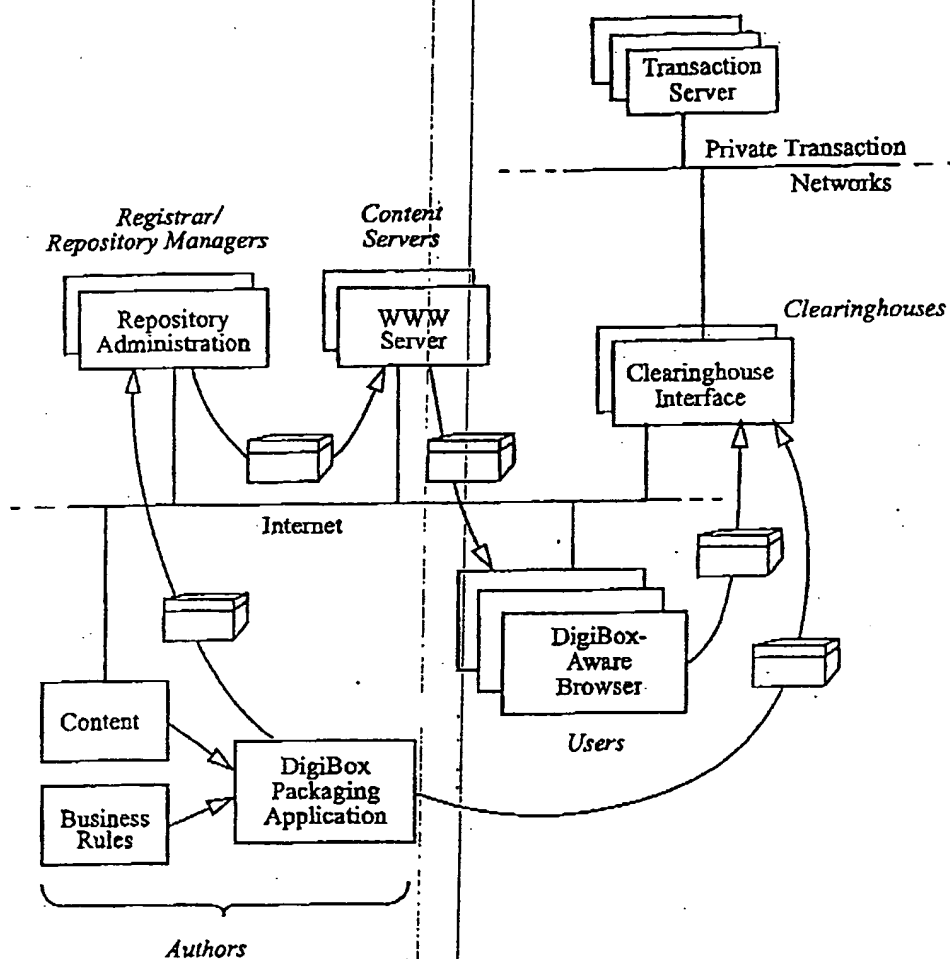 Transaction
Server
Private Transaction
Networks
Registrar/
Repository Managers
Content
Servers
Repository
Administration
WWW
Server
Clearinghouses
Clearinghouse
Interface
Internet
DigiBox-
Aware
Browser
Users
Content
DigiBox
Packaging
Application
Business
Rules
Authors